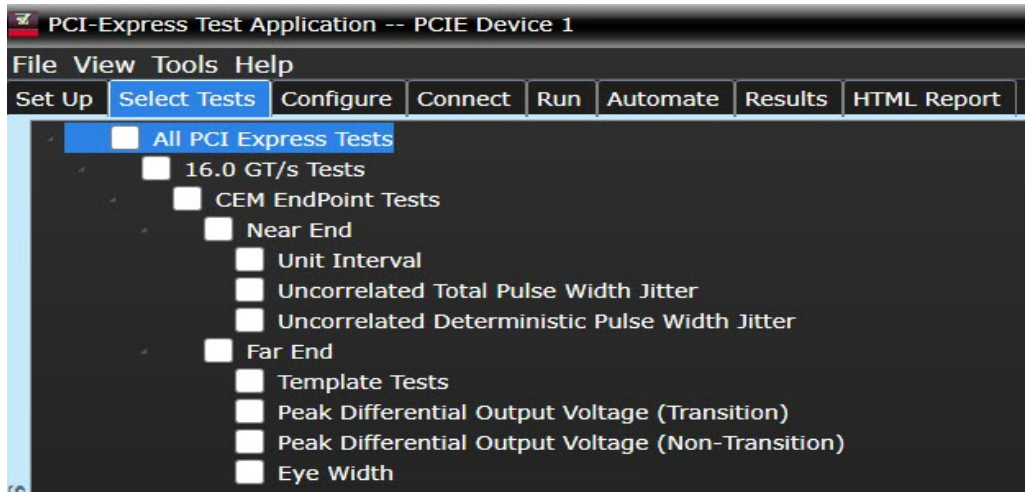 PCI-Express Test Application -- PCIE Device 1
File View Tools Help
Set Up Select Tests Configure Connect Run Automate Results HTML Report
All PCI Express Tests
16.0 GT/s Tests
CEM EndPoint Tests
Near End
Unit Interval
Uncorrelated Total Pulse Width Jitter
Uncorrelated Deterministic Pulse Width Jitter
Far End
Template Tests
Peak Differential Output Voltage (Transition)
Peak Differential Output Voltage (Non-Transition)
Eye Width